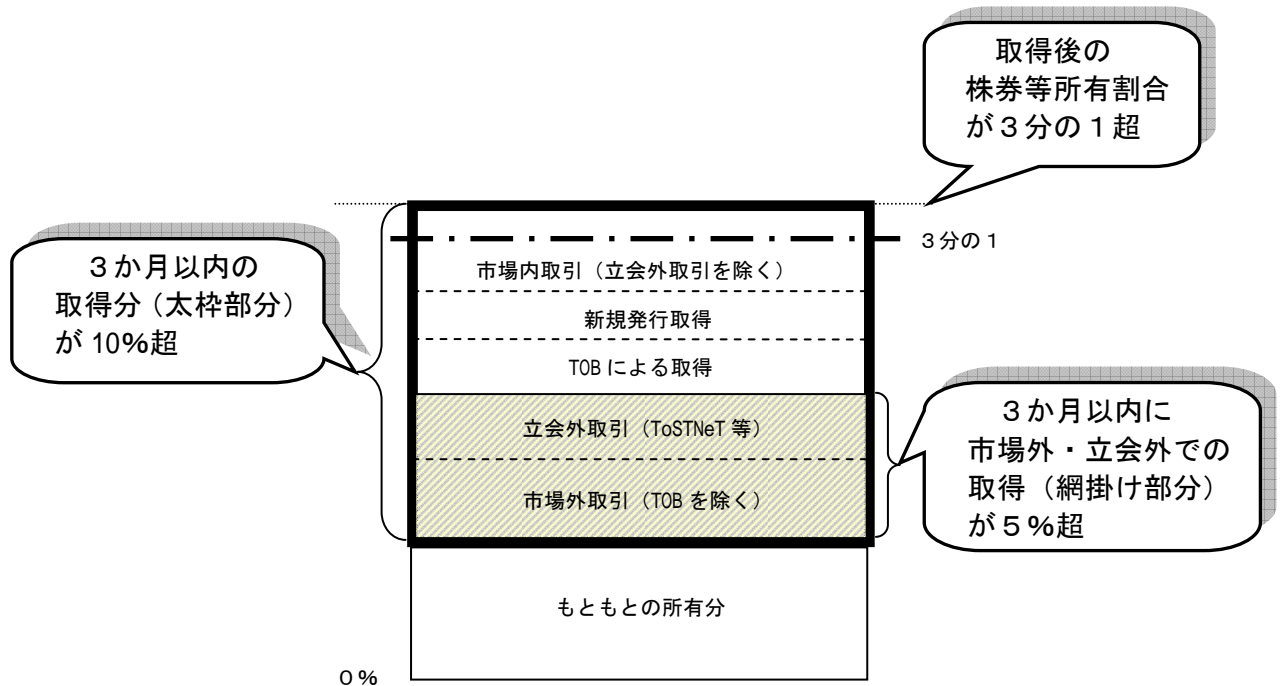 取得後の
株券等所有割合
が３分の１超
３分の１
３か月以内の
取得分（太枠部分）
が 10%超
市場内取引（立会外取引を除く）
新規発行取得
TOB による取得
立会外取引（ToSTNeT 等）
市場外取引（TOB を除く）
３か月以内に
市場外・立会外での
取得（網掛け部分）
が５%超
もともとの所有分
０%